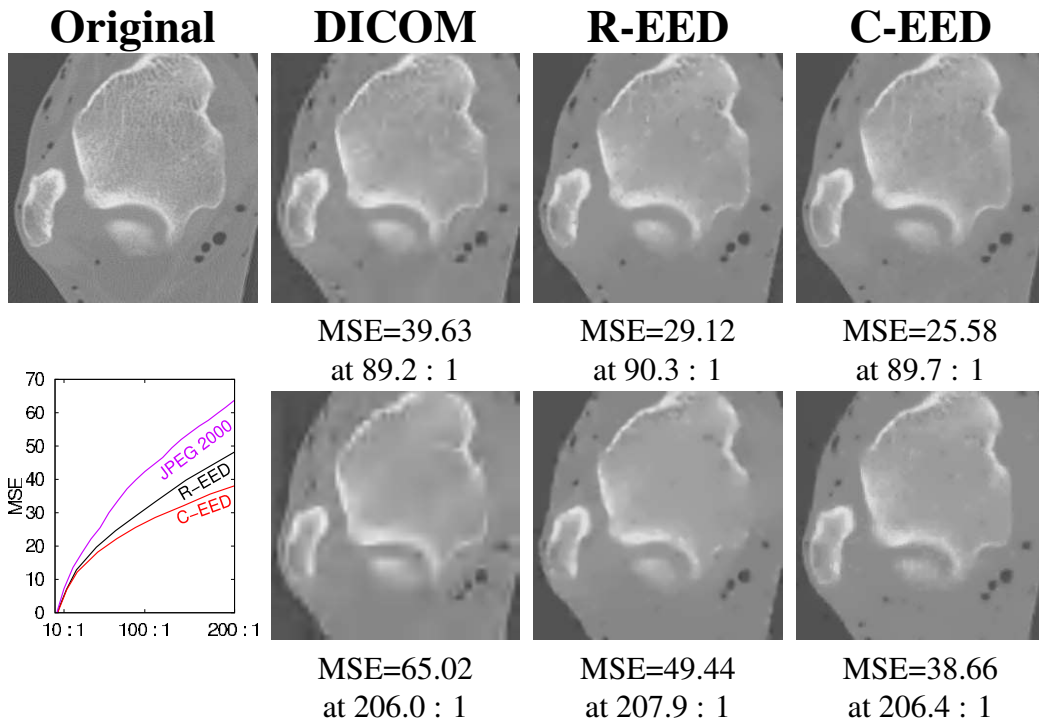 Original DICOM R-EED C-EED
MSE=39.63 MSE=29.12 MSE=25.58
at 89.2 : 1 at 90.3 : 1 at 89.7 : 1
70
60
50
40
30
20
10
0
MSE
JPEG 2000
R-EED
C-EED
10 : 1 100 : 1 200 : 1
MSE=65.02 MSE=49.44 MSE=38.66
at 206.0 : 1 at 207.9 : 1 at 206.4 : 1